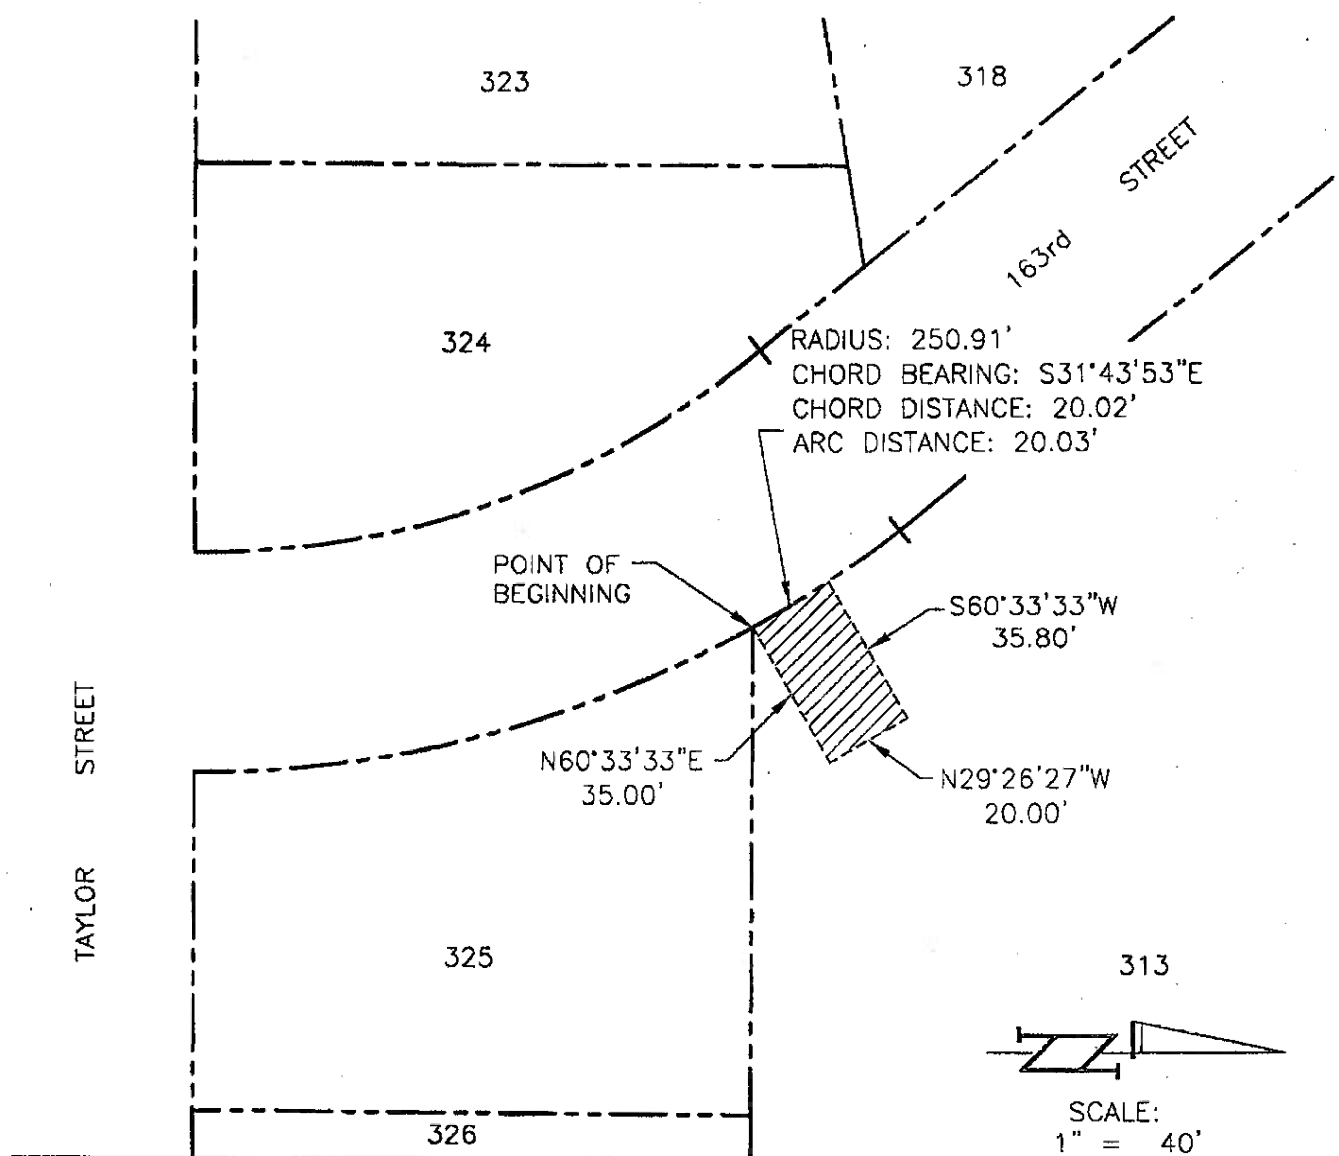 323
318
163rd STREET
324
RADIUS: 250.91'
CHORD BEARING: S31°43'53"E
CHORD DISTANCE: 20.02'
ARC DISTANCE: 20.03'
POINT OF
BEGINNING
S60°33'33"W
35.80'
N60°33'33"E
35.00'
N29°26'27"W
20.00'
TAYLOR STREET
325
313
N
SCALE:
1" = 40'
326